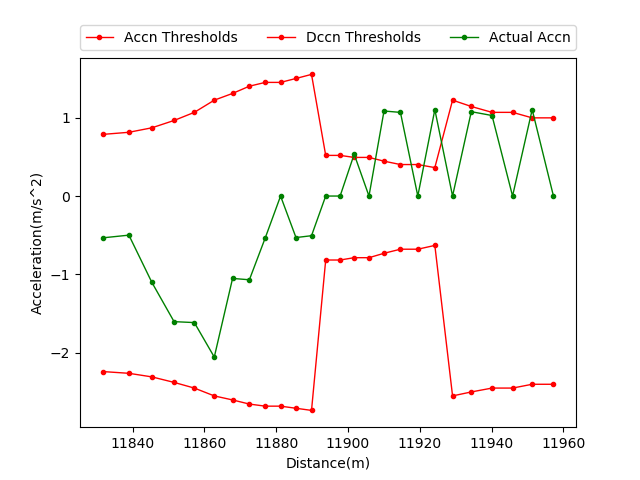 Accn Thresholds Dccn Thresholds Actual Accn
Acceleration(m/s^2)
1
0
−1
−2
11840 11860 11880 11900 11920 11940 11960
Distance(m)